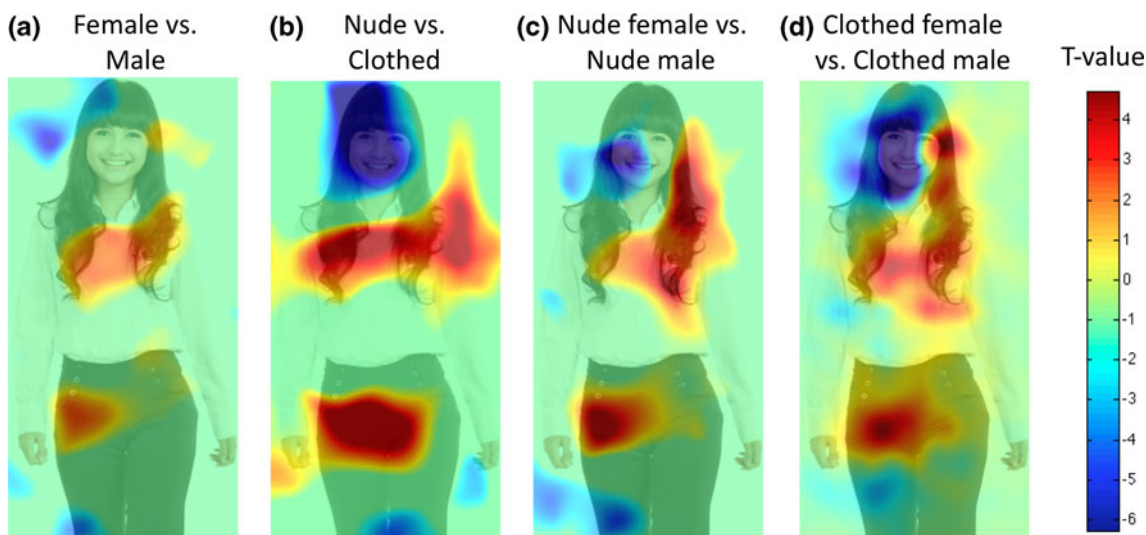 (a) Female vs.
Male
(b) Nude vs.
Clothed
(c) Nude female vs.
Nude male
(d) Clothed female
vs. Clothed male
T-value
4
3
2
1
0
-1
-2
-3
-4
-5
-6